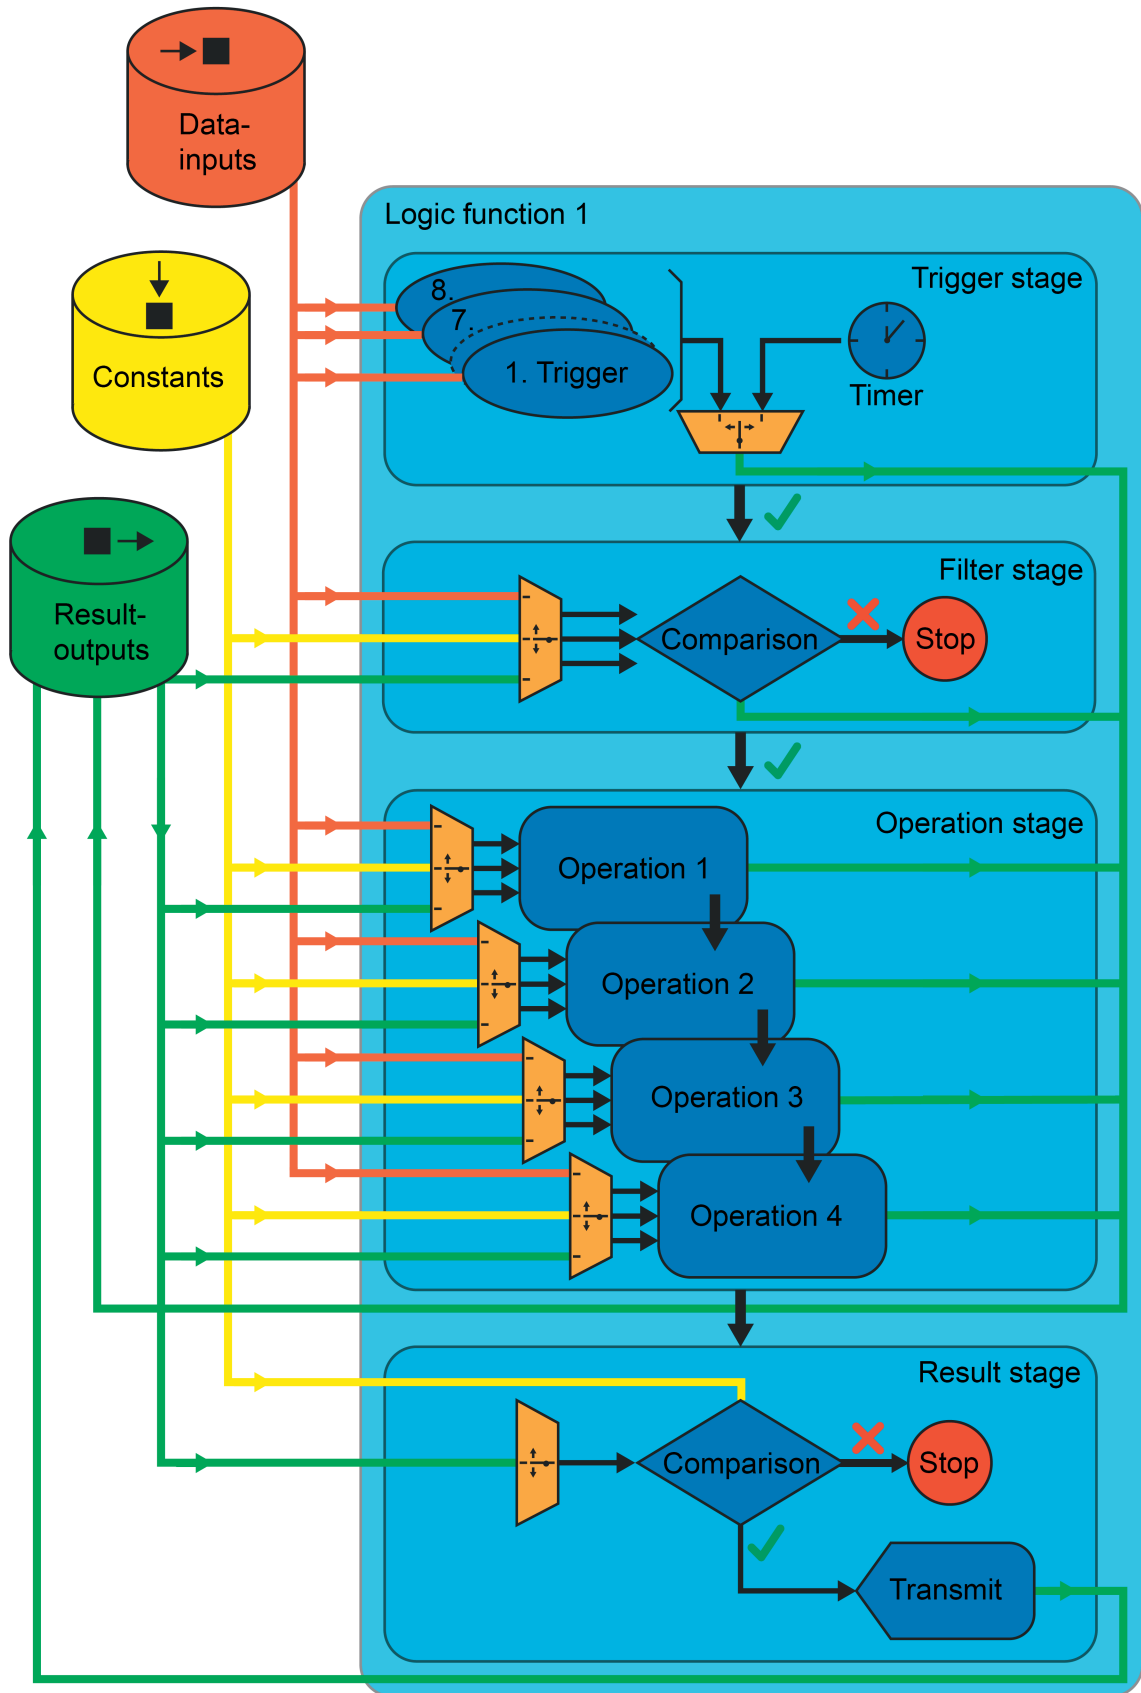 Data-
inputs
Logic function 1
Trigger stage
8.
7.
1. Trigger
Timer
Constants
Filter stage
Result-
outputs
Comparison
Stop
Operation stage
Operation 1
Operation 2
Operation 3
Operation 4
Result stage
Comparison
Stop
Transmit